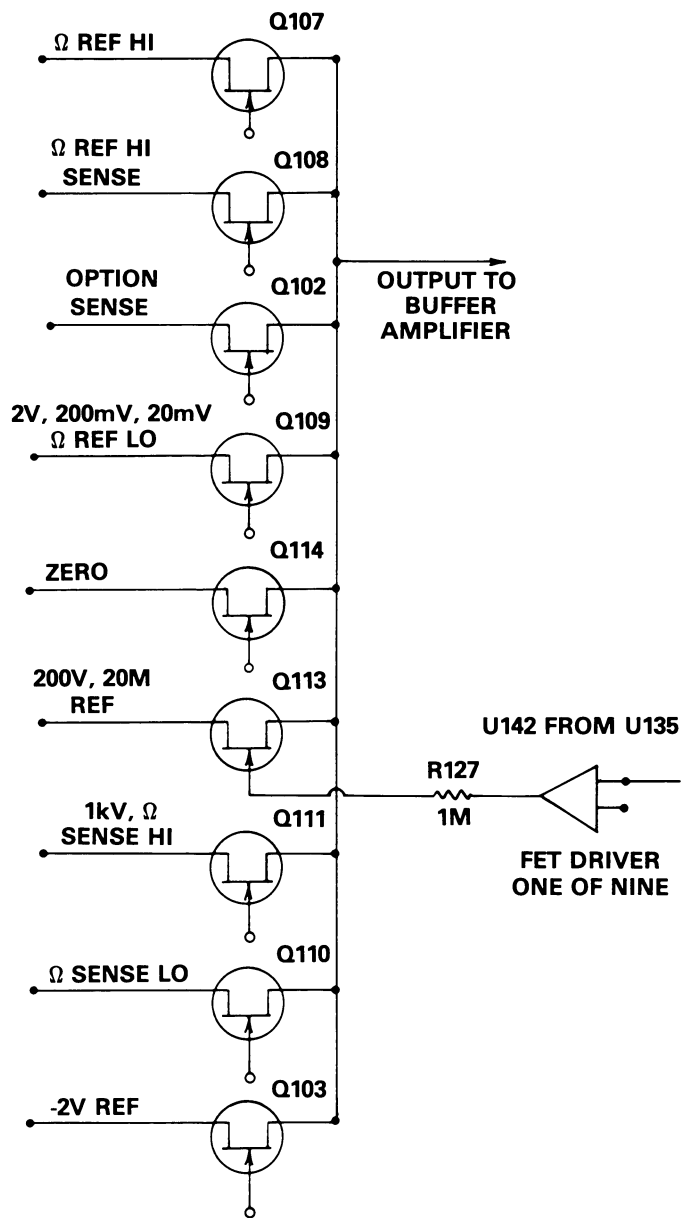 Q107
Ω REF HI
Ω REF HI
SENSE
Q108
OPTION
SENSE
Q102
OUTPUT TO
BUFFER
AMPLIFIER
2V, 200mV, 20mV
Ω REF LO
Q109
ZERO
Q114
200V, 20M
REF
Q113
U142 FROM U135
R127
1M
FET DRIVER
ONE OF NINE
1kV, Ω
SENSE HI
Q111
Ω SENSE LO
Q110
-2V REF
Q103